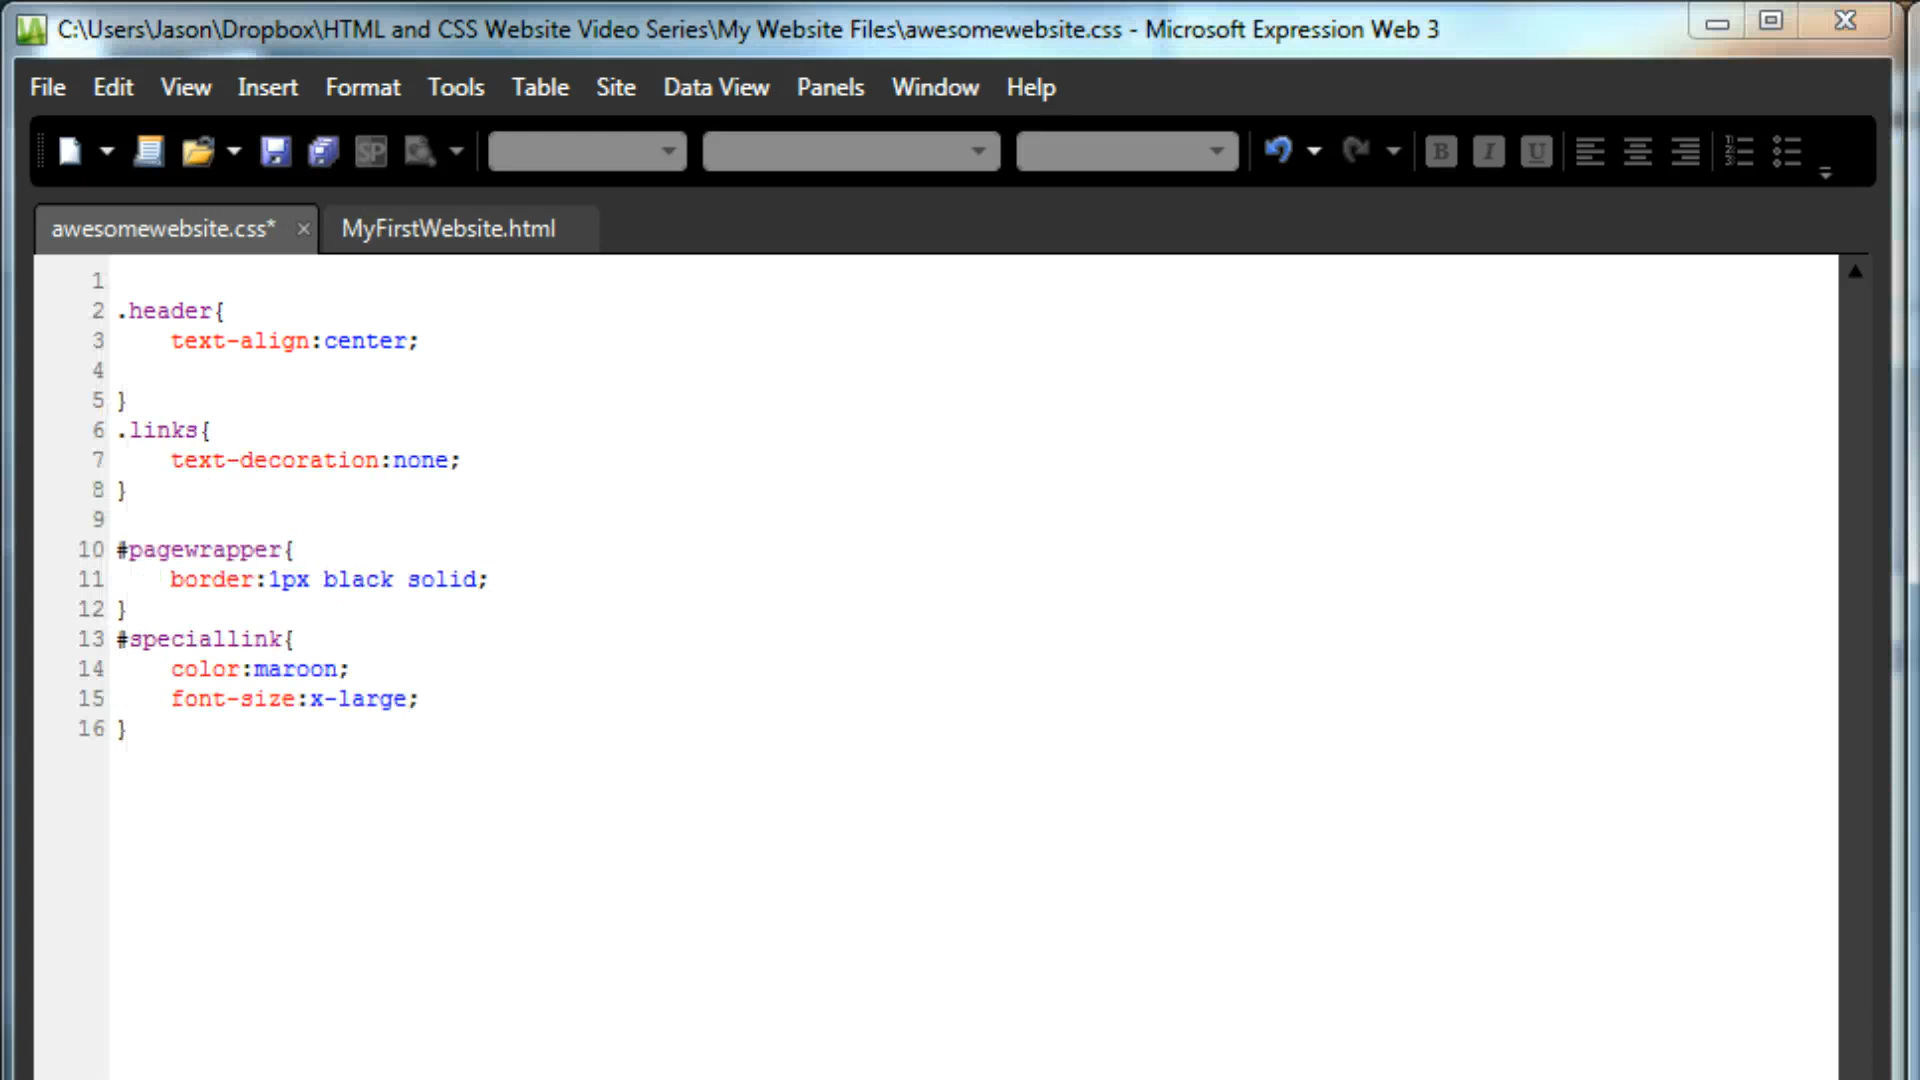 C:\Users\Jason\Dropbox\HTML and CSS Website Video Series\My Website Files\awesomewebsite.css - Microsoft Expression Web 3
File Edit View Insert Format Tools Table Site Data View Panels Window Help
SP B I U
awesomewebsite.css* MyFirstWebsite.html
1
2 .header{
3 text-align:center;
4
5 }
6 .links{
7 text-decoration:none;
8 }
9
10 #pagewrapper{
11 border:1px black solid;
12 }
13 #speciallink{
14 color:maroon;
15 font-size:x-large;
16 }